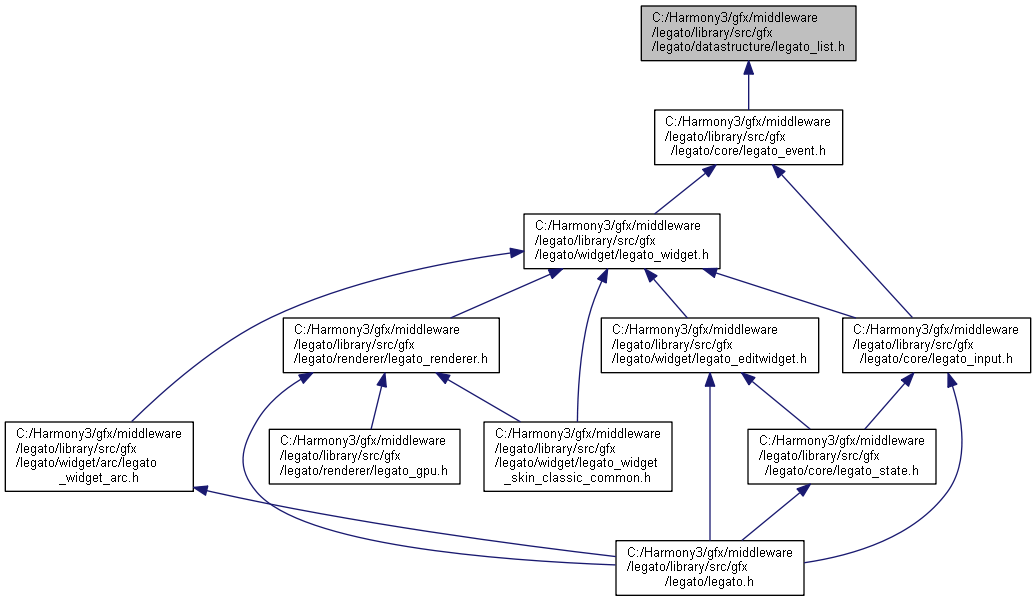 C:/Harmony3/gfx/middleware
/legato/library/src/gfx
/legato/datastructure/legato_list.h
C:/Harmony3/gfx/middleware
/legato/library/src/gfx
/legato/core/legato_event.h
C:/Harmony3/gfx/middleware
/legato/library/src/gfx
/legato/widget/legato_widget.h
C:/Harmony3/gfx/middleware
/legato/library/src/gfx
/legato/renderer/legato_renderer.h
C:/Harmony3/gfx/middleware
/legato/library/src/gfx
/legato/widget/legato_editwidget.h
C:/Harmony3/gfx/middleware
/legato/library/src/gfx
/legato/core/legato_input.h
C:/Harmony3/gfx/middleware
/legato/library/src/gfx
/legato/widget/arc/legato
_widget_arc.h
C:/Harmony3/gfx/middleware
/legato/library/src/gfx
/legato/renderer/legato_gpu.h
C:/Harmony3/gfx/middleware
/legato/library/src/gfx
/legato/widget/legato_widget
_skin_classic_common.h
C:/Harmony3/gfx/middleware
/legato/library/src/gfx
/legato/core/legato_state.h
C:/Harmony3/gfx/middleware
/legato/library/src/gfx
/legato/legato.h